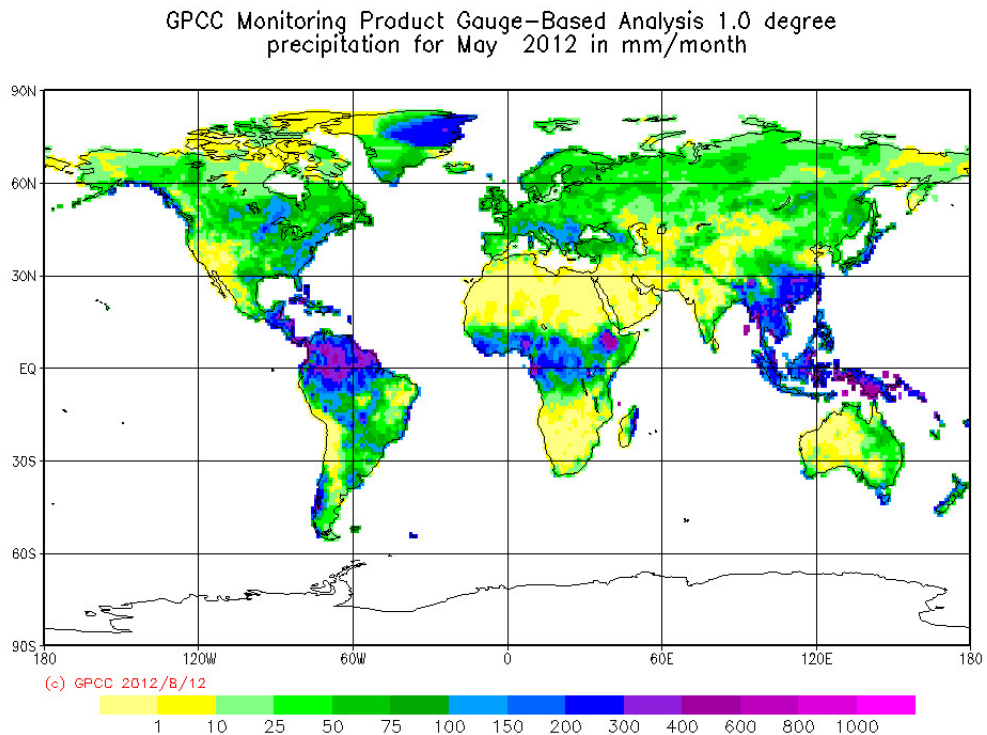 GPCC Monitoring Product Gauge-Based Analysis 1.0 degree
precipitation for May 2012 in mm/month
90N
60N
30N
EQ
30S
60S
90S
180 120W 60W 0 60E 120E 180
(c) GPCC 2012/8/12
1 10 25 50 75 100 150 200 300 400 600 800 1000